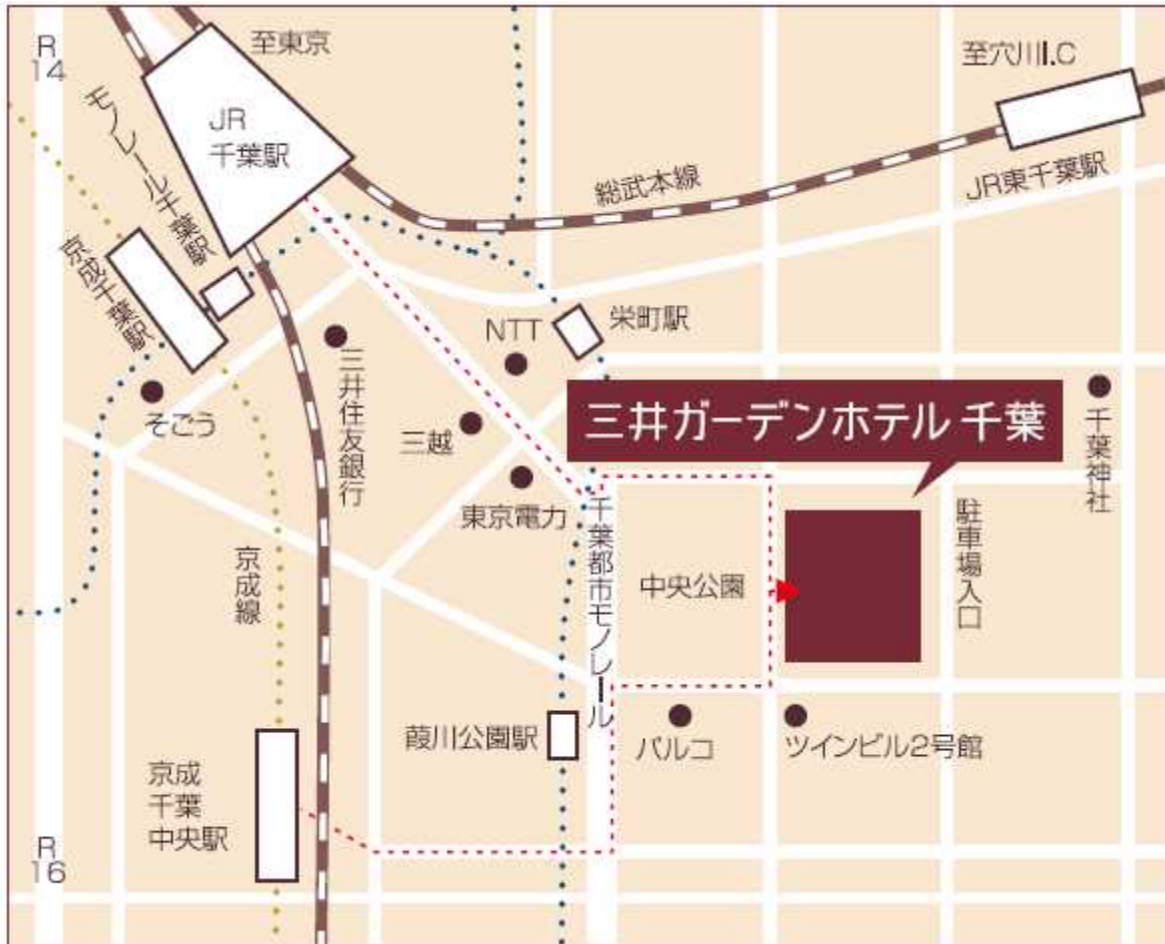 R
14
至東京
至穴川I.C
JR
千葉駅
モノレール千葉駅
総武本線
JR東千葉駅
京成千葉駅
NTT
栄町駅
三井住友銀行
そごう
三越
三井ガーデンホテル 千葉
千葉神社
東京電力
千葉都市モノレール
駐車場入口
京成線
中央公園
葭川公園駅
パルコ
ツインビル2号館
京成
千葉
中央駅
R
16